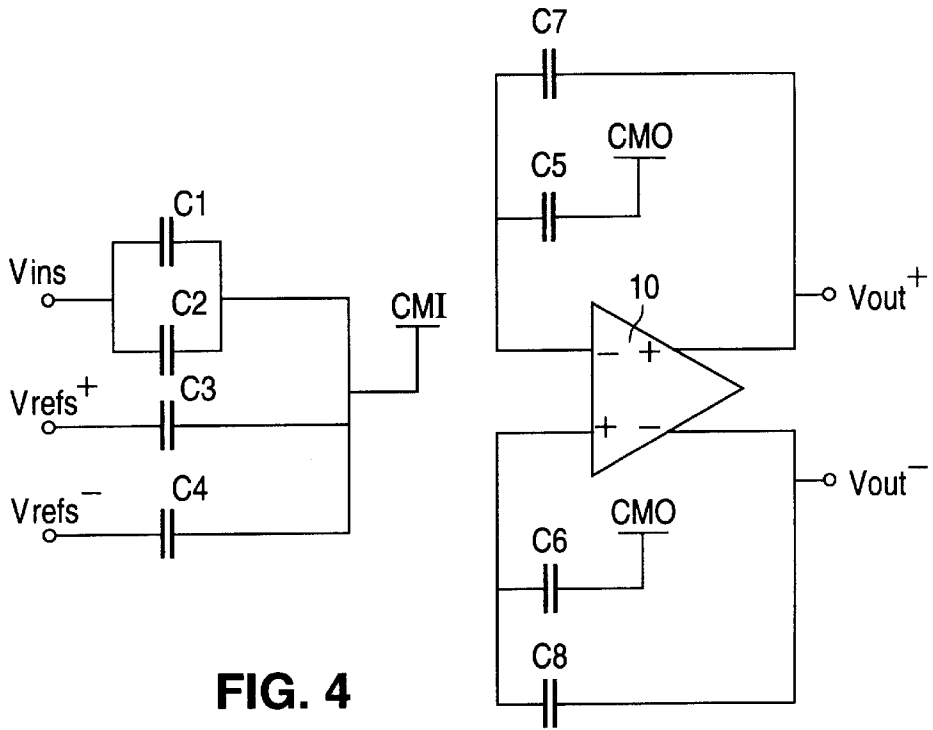 C7
CMO
C5
C1
Vins
C2
CMI
10
Vout+
− +
Vrefs+
C3
+ −
Vrefs−
C4
Vout−
CMO
C6
C8
FIG. 4